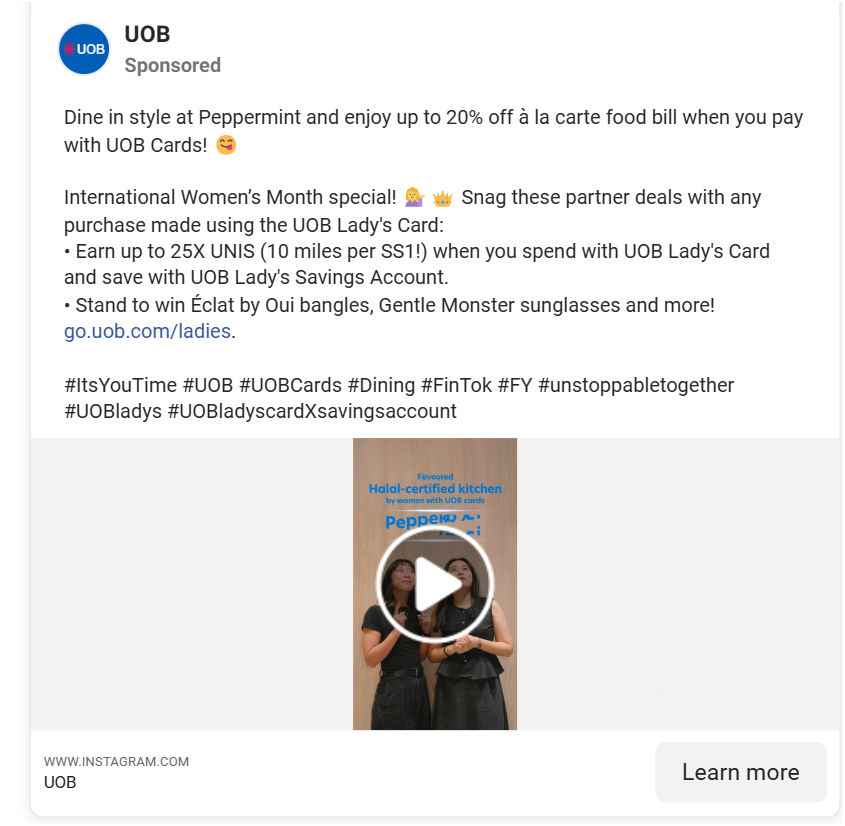 UOB
UOB
Sponsored
Dine in style at Peppermint and enjoy up to 20% off à la carte food bill when you pay
with UOB Cards! 😋
International Women’s Month special! 💁‍♀️ 👑 Snag these partner deals with any
purchase made using the UOB Lady's Card:
• Earn up to 25X UNIS (10 miles per SS1!) when you spend with UOB Lady's Card
and save with UOB Lady's Savings Account.
• Stand to win Éclat by Oui bangles, Gentle Monster sunglasses and more!
go.uob.com/ladies.
#ItsYouTime #UOB #UOBCards #Dining #FinTok #FY #unstoppabletogether
#UOBladys #UOBladyscardXsavingsaccount
Favoured
Halal-certified kitchen
by women with UOB cards
WWW.INSTAGRAM.COM
UOB
Learn more